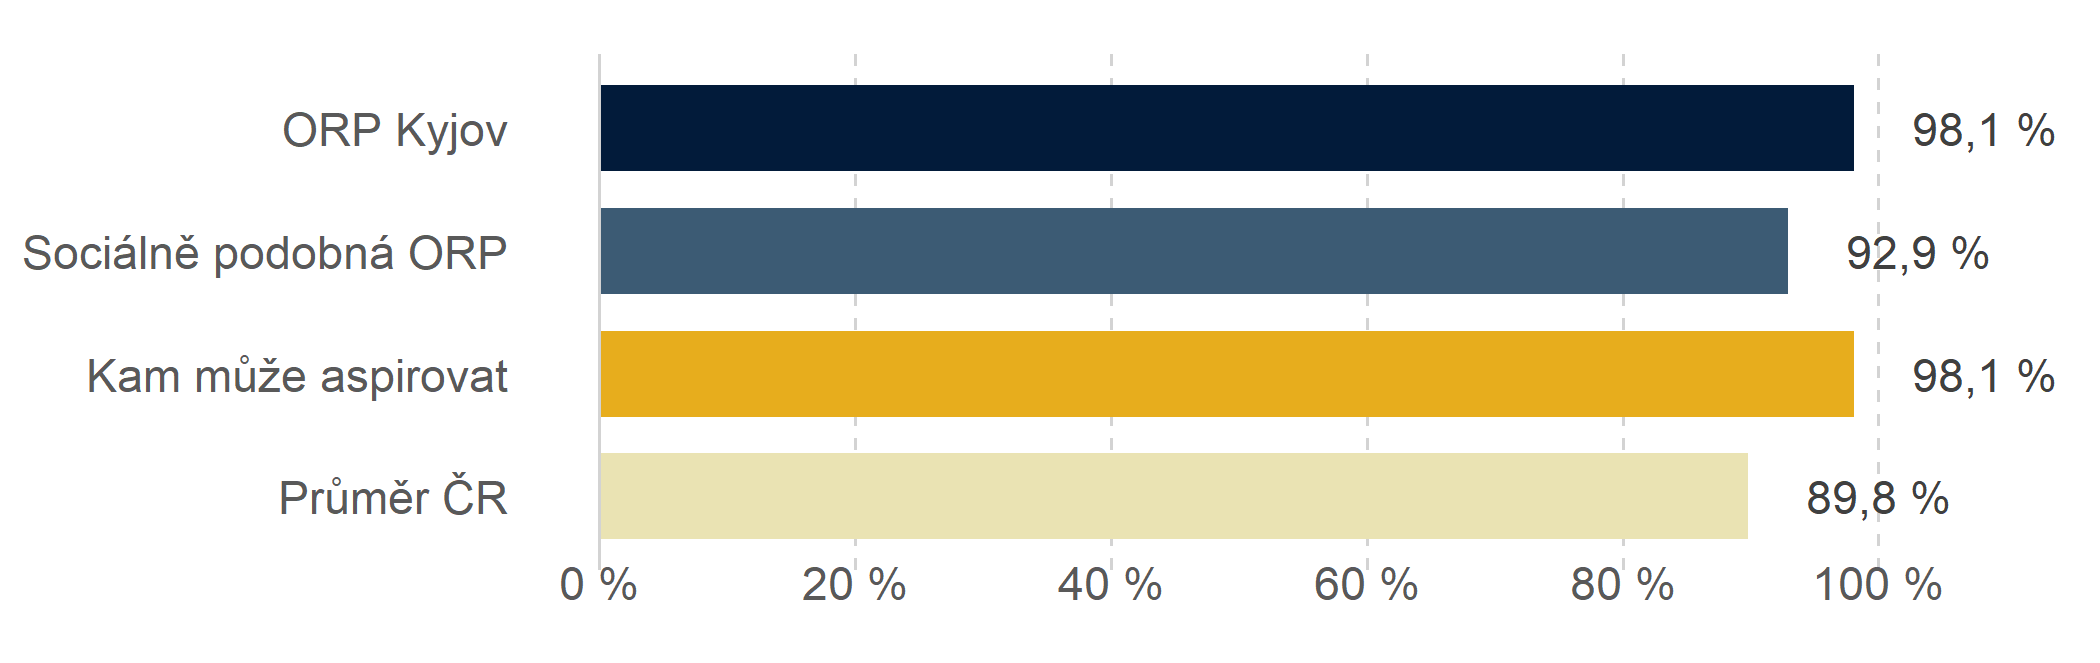 ORP Kyjov 98,1 %
Sociálně podobná ORP 92,9 %
Kam může aspirovat 98,1 %
Průměr ČR 89,8 %
0 % 20 % 40 % 60 % 80 % 100 %